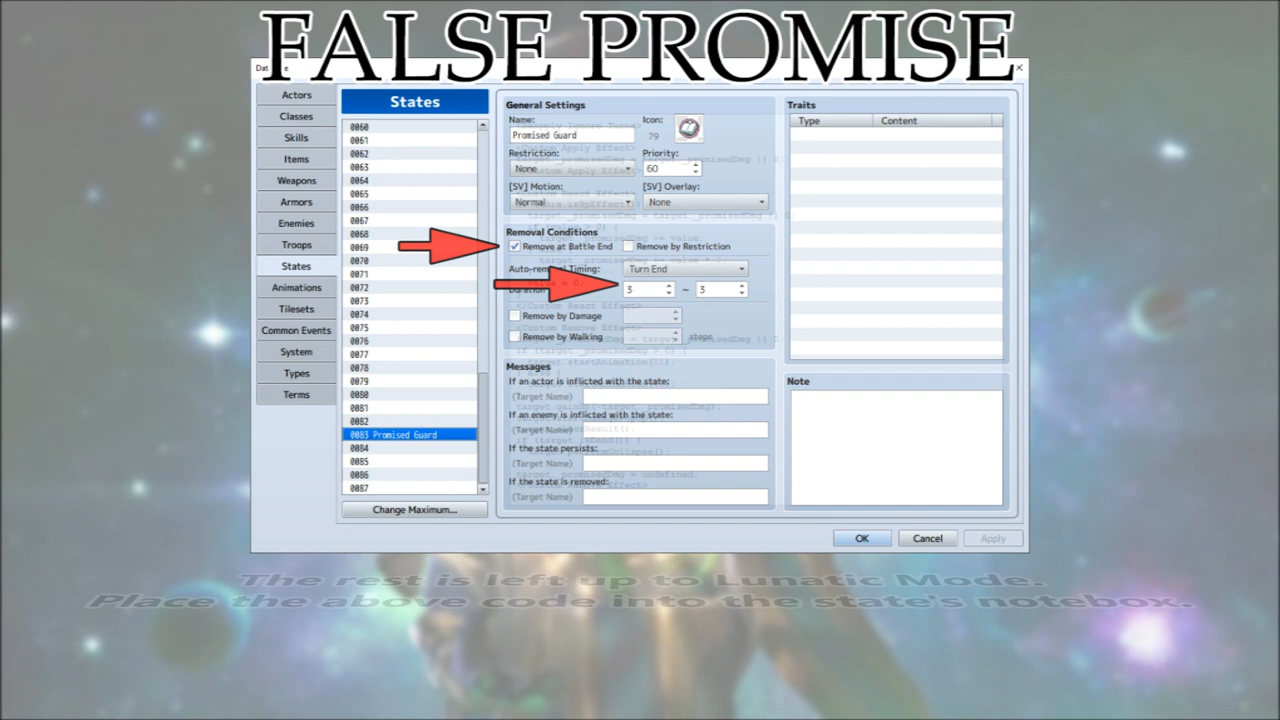 FALSE PROMISE
Actors
Classes
Skills
Items
Weapons
Armors
Enemies
Troops
States
Animations
Tilesets
Common Events
System
Types
Terms
States
0060
0061
0062
0063
0064
0065
0066
0067
0068
0069
0070
0071
0072
0073
0074
0075
0076
0077
0078
0079
0080
0081
0082
0083 Promised Guard
0084
0085
0086
0087
Change Maximum...
General Settings
Name: Icon:
Promised Guard 79
Restriction: Priority:
None 60
[SV] Motion: [SV] Overlay:
Normal None
Removal Conditions
Remove at Battle End Remove by Restriction
Auto-removal Timing: Turn End
Duration 3 ~ 3
Remove by Damage
Remove by Walking steps
Messages
If an actor is inflicted with the state:
(Target Name)
If an enemy is inflicted with the state:
(Target Name)
If the state persists:
(Target Name)
If the state is removed:
(Target Name)
Traits
Type Content
Note
OK Cancel Apply
The rest is left up to Lunatic Mode.
Place the above code into the state's notebox.